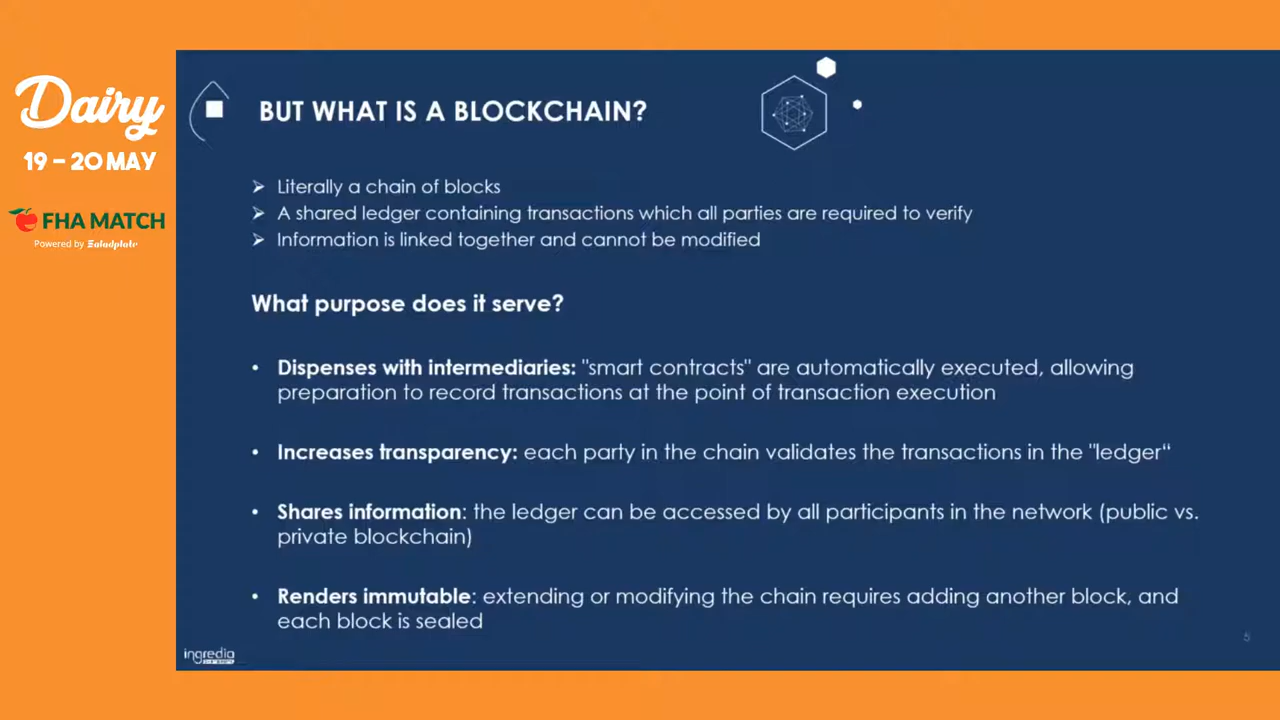 Dairy
19 – 20 MAY
FHA MATCH
Powered by Saladplate
BUT WHAT IS A BLOCKCHAIN?
➢ Literally a chain of blocks
➢ A shared ledger containing transactions which all parties are required to verify
➢ Information is linked together and cannot be modified
What purpose does it serve?
• Dispenses with intermediaries: "smart contracts" are automatically executed, allowing
preparation to record transactions at the point of transaction execution
• Increases transparency: each party in the chain validates the transactions in the "ledger“
• Shares information: the ledger can be accessed by all participants in the network (public vs.
private blockchain)
• Renders immutable: extending or modifying the chain requires adding another block, and
each block is sealed
5
ingredia